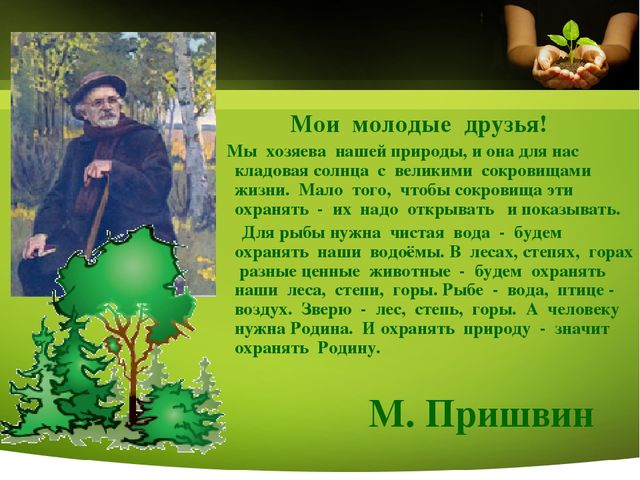 Мои молодые друзья!
Мы хозяева нашей природы, и она для нас
кладовая солнца с великими сокровищами
жизни. Мало того, чтобы сокровища эти
охранять - их надо открывать и показывать.
Для рыбы нужна чистая вода - будем
охранять наши водоёмы. В лесах, степях, горах
разные ценные животные - будем охранять
наши леса, степи, горы. Рыбе - вода, птице -
воздух. Зверю - лес, степь, горы. А человеку
нужна Родина. И охранять природу - значит
охранять Родину.
М. Пришвин